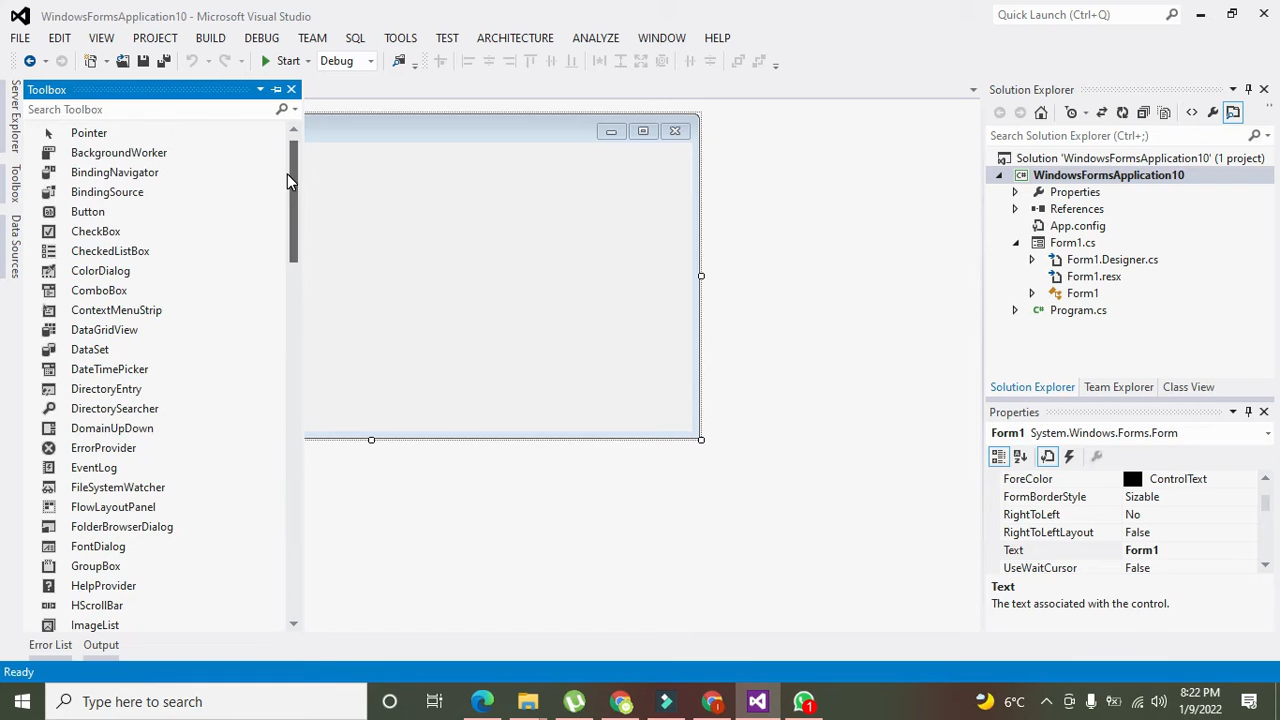 WindowsFormsApplication10 - Microsoft Visual Studio
Quick Launch (Ctrl+Q)
FILE EDIT VIEW PROJECT BUILD DEBUG TEAM SQL TOOLS TEST ARCHITECTURE ANALYZE WINDOW HELP
Start Debug
Server Explorer
Toolbox
Data Sources
Toolbox
Search Toolbox
Pointer
BackgroundWorker
BindingNavigator
BindingSource
Button
CheckBox
CheckedListBox
ColorDialog
ComboBox
ContextMenuStrip
DataGridView
DataSet
DateTimePicker
DirectoryEntry
DirectorySearcher
DomainUpDown
ErrorProvider
EventLog
FileSystemWatcher
FlowLayoutPanel
FolderBrowserDialog
FontDialog
GroupBox
HelpProvider
HScrollBar
ImageList
Solution Explorer
Search Solution Explorer (Ctrl+;)
Solution 'WindowsFormsApplication10' (1 project)
C# WindowsFormsApplication10
Properties
References
App.config
Form1.cs
Form1.Designer.cs
Form1.resx
Form1
Program.cs
Solution Explorer Team Explorer Class View
Properties
Form1 System.Windows.Forms.Form
ForeColor ControlText
FormBorderStyle Sizable
RightToLeft No
RightToLeftLayout False
Text Form1
UseWaitCursor False
Text
The text associated with the control.
Error List Output
Ready
Type here to search
1
6°C
8:22 PM
1/9/2022